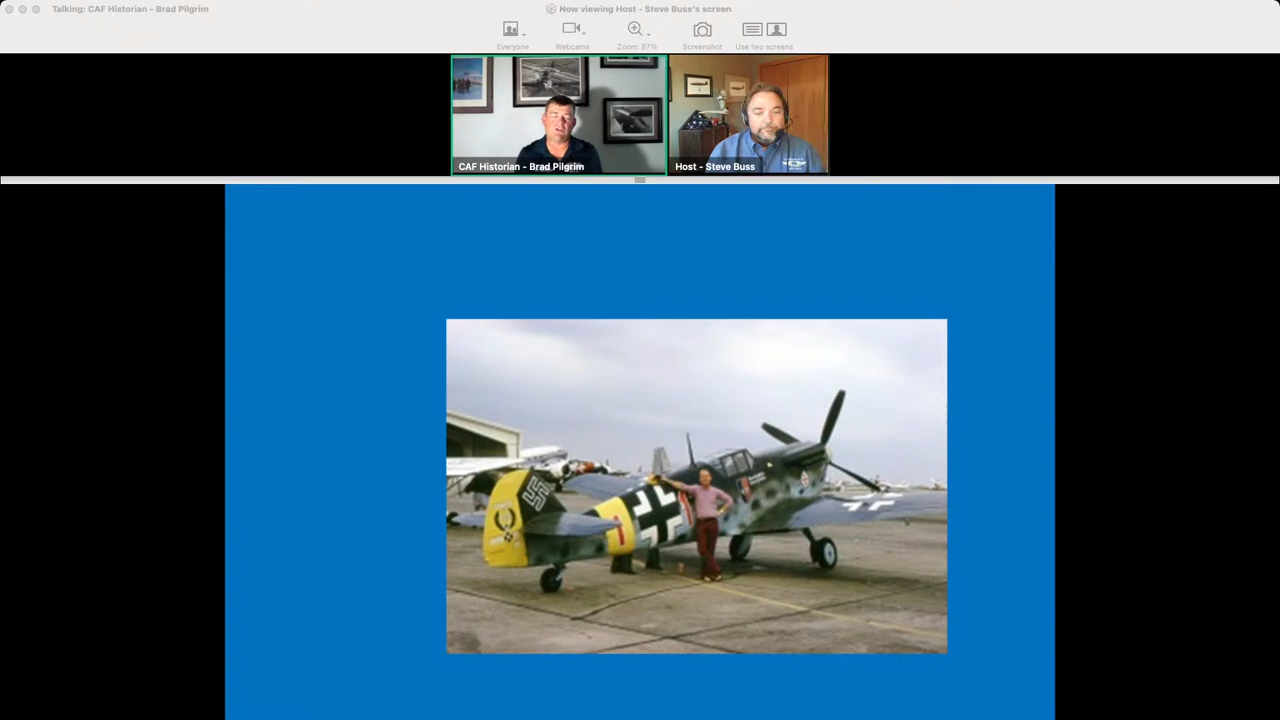 Talking: CAF Historian - Brad Pilgrim
Now viewing Host - Steve Buss's screen
Everyone
Webcams
Zoom: 87%
Screenshot
Use two screens
CAF Historian - Brad Pilgrim
Host - Steve Buss